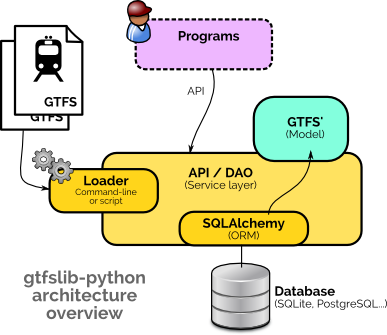 Programs
GTFS
GTFS
API
GTFS'
(Model)
Loader
Command-line
or script
API / DAO
(Service layer)
SQLAlchemy
(ORM)
gtfslib-python
architecture
overview
Database
(SQLite, PostgreSQL...)